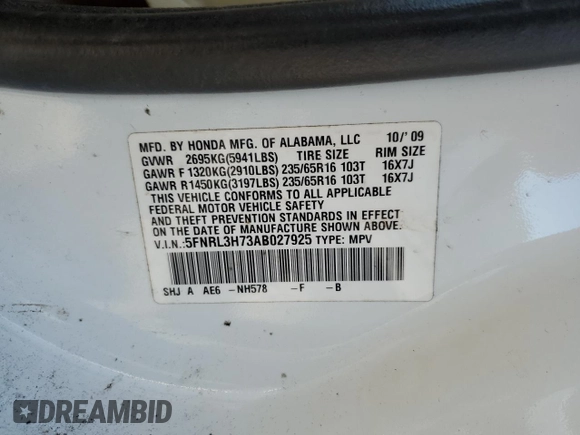 MFD. BY HONDA MFG. OF ALABAMA, LLC 10/'09
GVWR 2695KG(5941LBS) TIRE SIZE RIM SIZE
GAWR F 1320KG(2910LBS) 235/65R16 103T 16X7J
GAWR R 1450KG(3197LBS) 235/65R16 103T 16X7J
THIS VEHICLE CONFORMS TO ALL APPLICABLE
FEDERAL MOTOR VEHICLE SAFETY
AND THEFT PREVENTION STANDARDS IN EFFECT
ON THE DATE OF MANUFACTURE SHOWN ABOVE.
V.I.N.:5FNRL3H73AB027925 TYPE: MPV
SHJ A AE6 -NH578 -F -B
DREAMBID